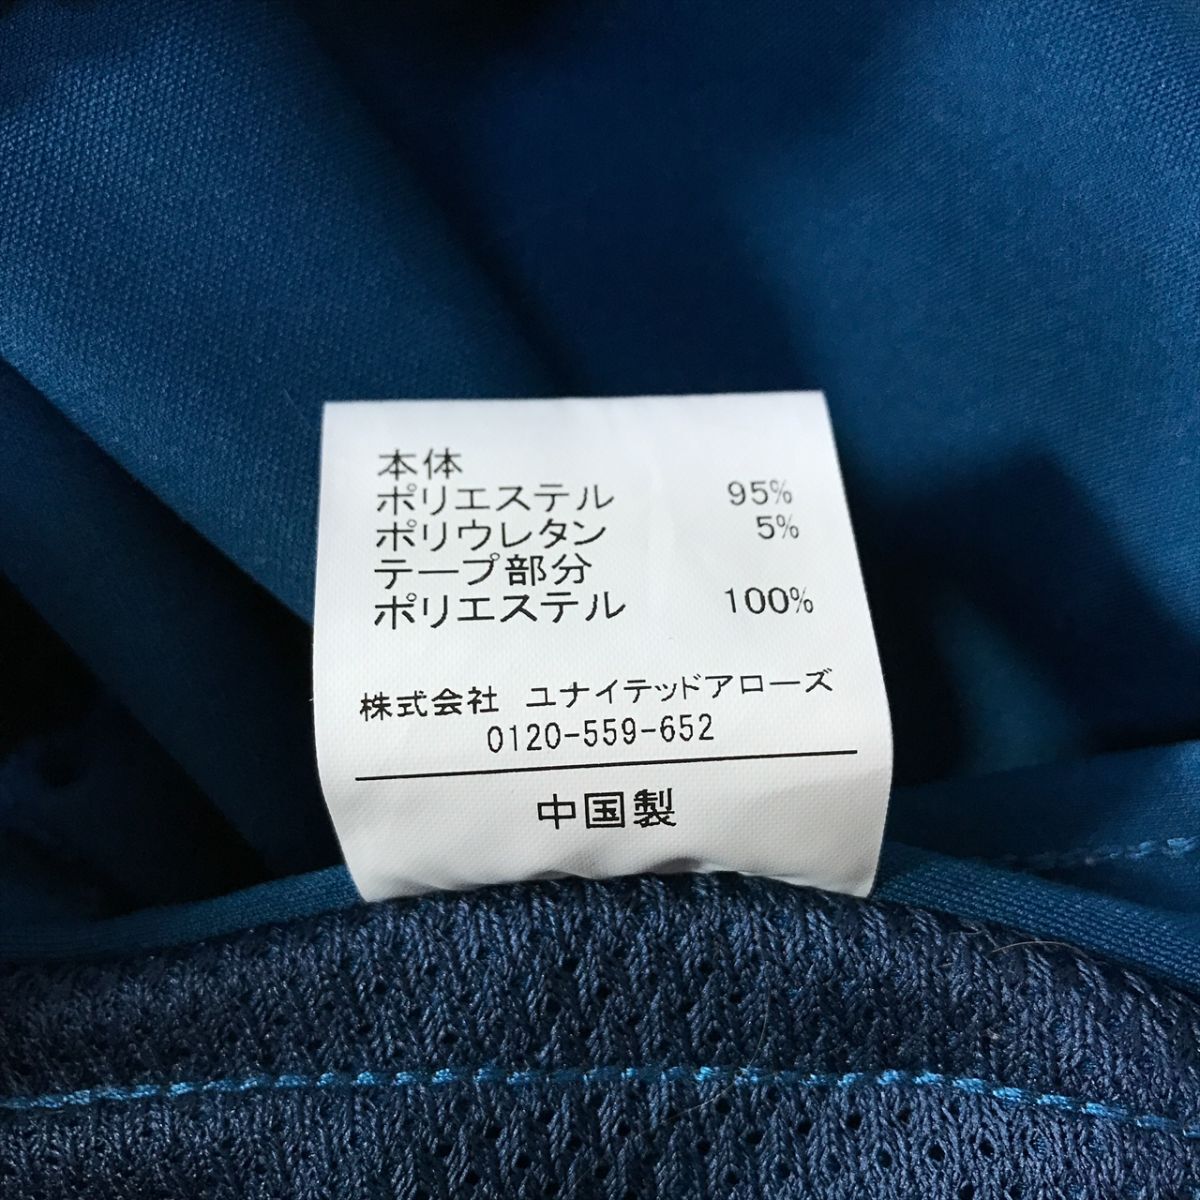 本体
ポリエステル 95%
ポリウレタン 5%
テープ部分
ポリエステル 100%
株式会社 ユナイテッドアローズ
0120-559-652
中国製